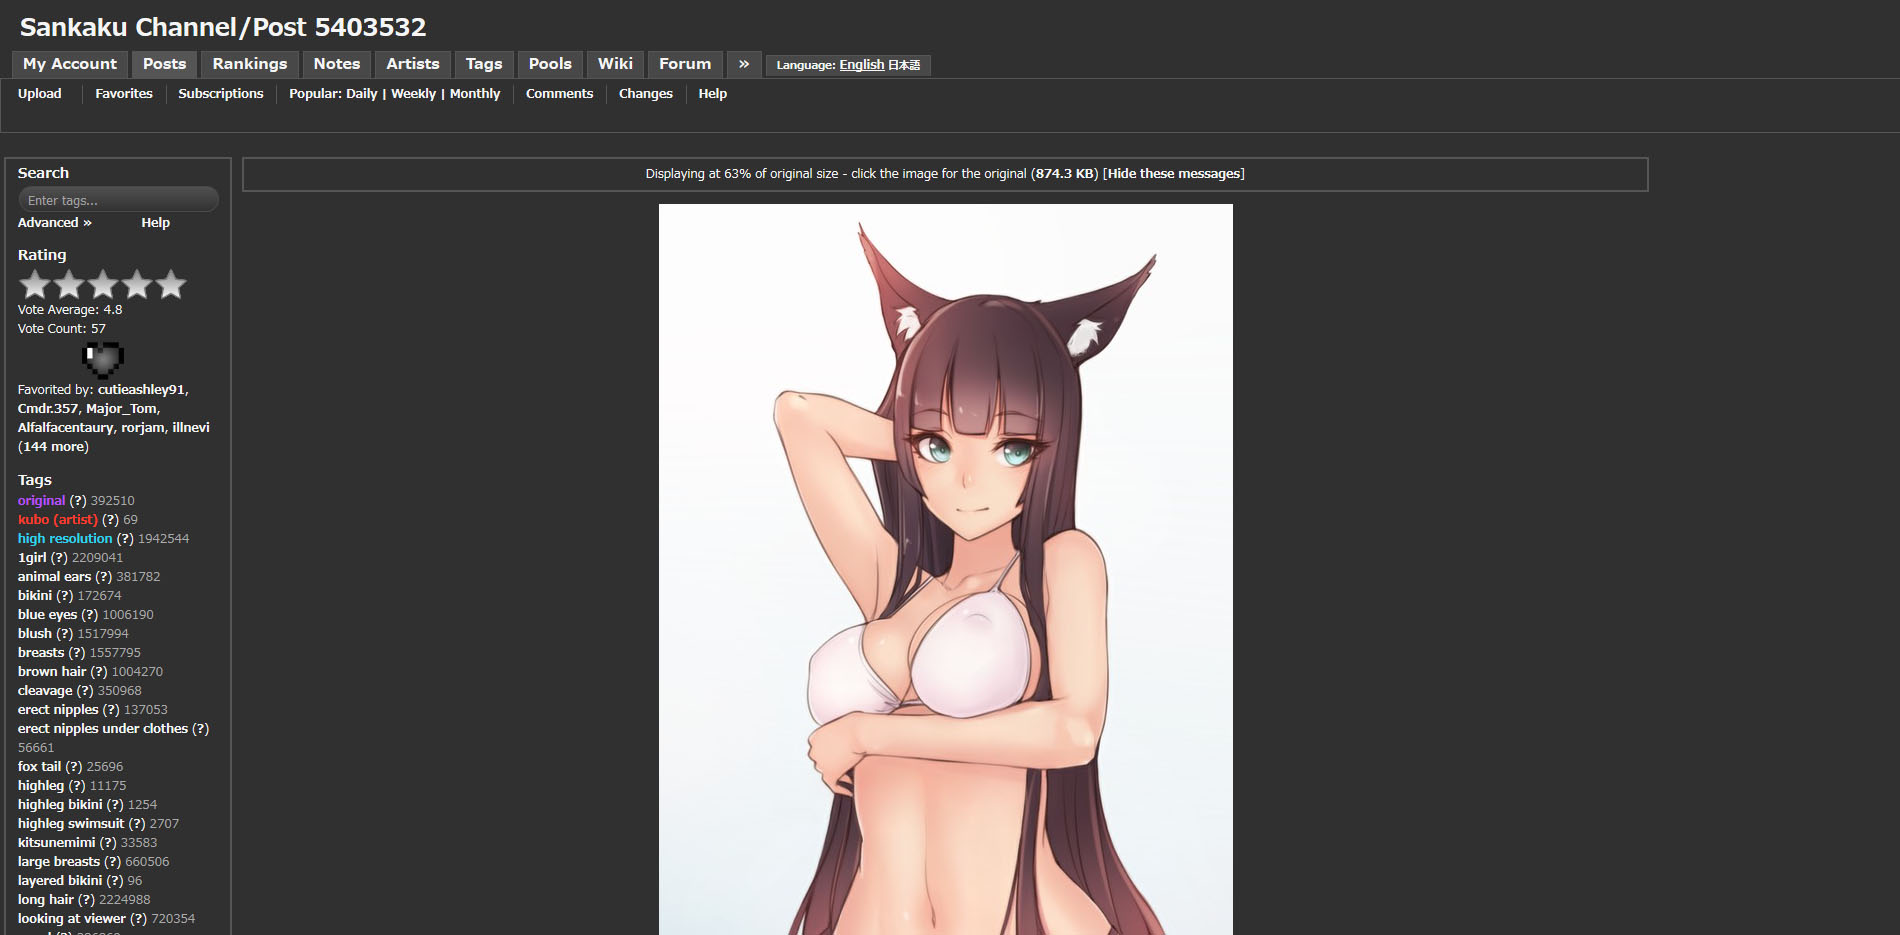 Sankaku Channel/Post 5403532
My Account Posts Rankings Notes Artists Tags Pools Wiki Forum » Language: English 日本語
Upload Favorites Subscriptions Popular: Daily | Weekly | Monthly Comments Changes Help
Displaying at 63% of original size - click the image for the original (874.3 KB) [Hide these messages]
Search
Enter tags...
Advanced » Help
Rating
Vote Average: 4.8
Vote Count: 57
Favorited by: cutieashley91,
Cmdr.357, Major_Tom,
Alfalfacentaury, rorjam, illnevi
(144 more)
Tags
original (?) 392510
kubo (artist) (?) 69
high resolution (?) 1942544
1girl (?) 2209041
animal ears (?) 381782
bikini (?) 172674
blue eyes (?) 1006190
blush (?) 1517994
breasts (?) 1557795
brown hair (?) 1004270
cleavage (?) 350968
erect nipples (?) 137053
erect nipples under clothes (?)
56661
fox tail (?) 25696
highleg (?) 11175
highleg bikini (?) 1254
highleg swimsuit (?) 2707
kitsunemimi (?) 33583
large breasts (?) 660506
layered bikini (?) 96
long hair (?) 2224988
looking at viewer (?) 720354